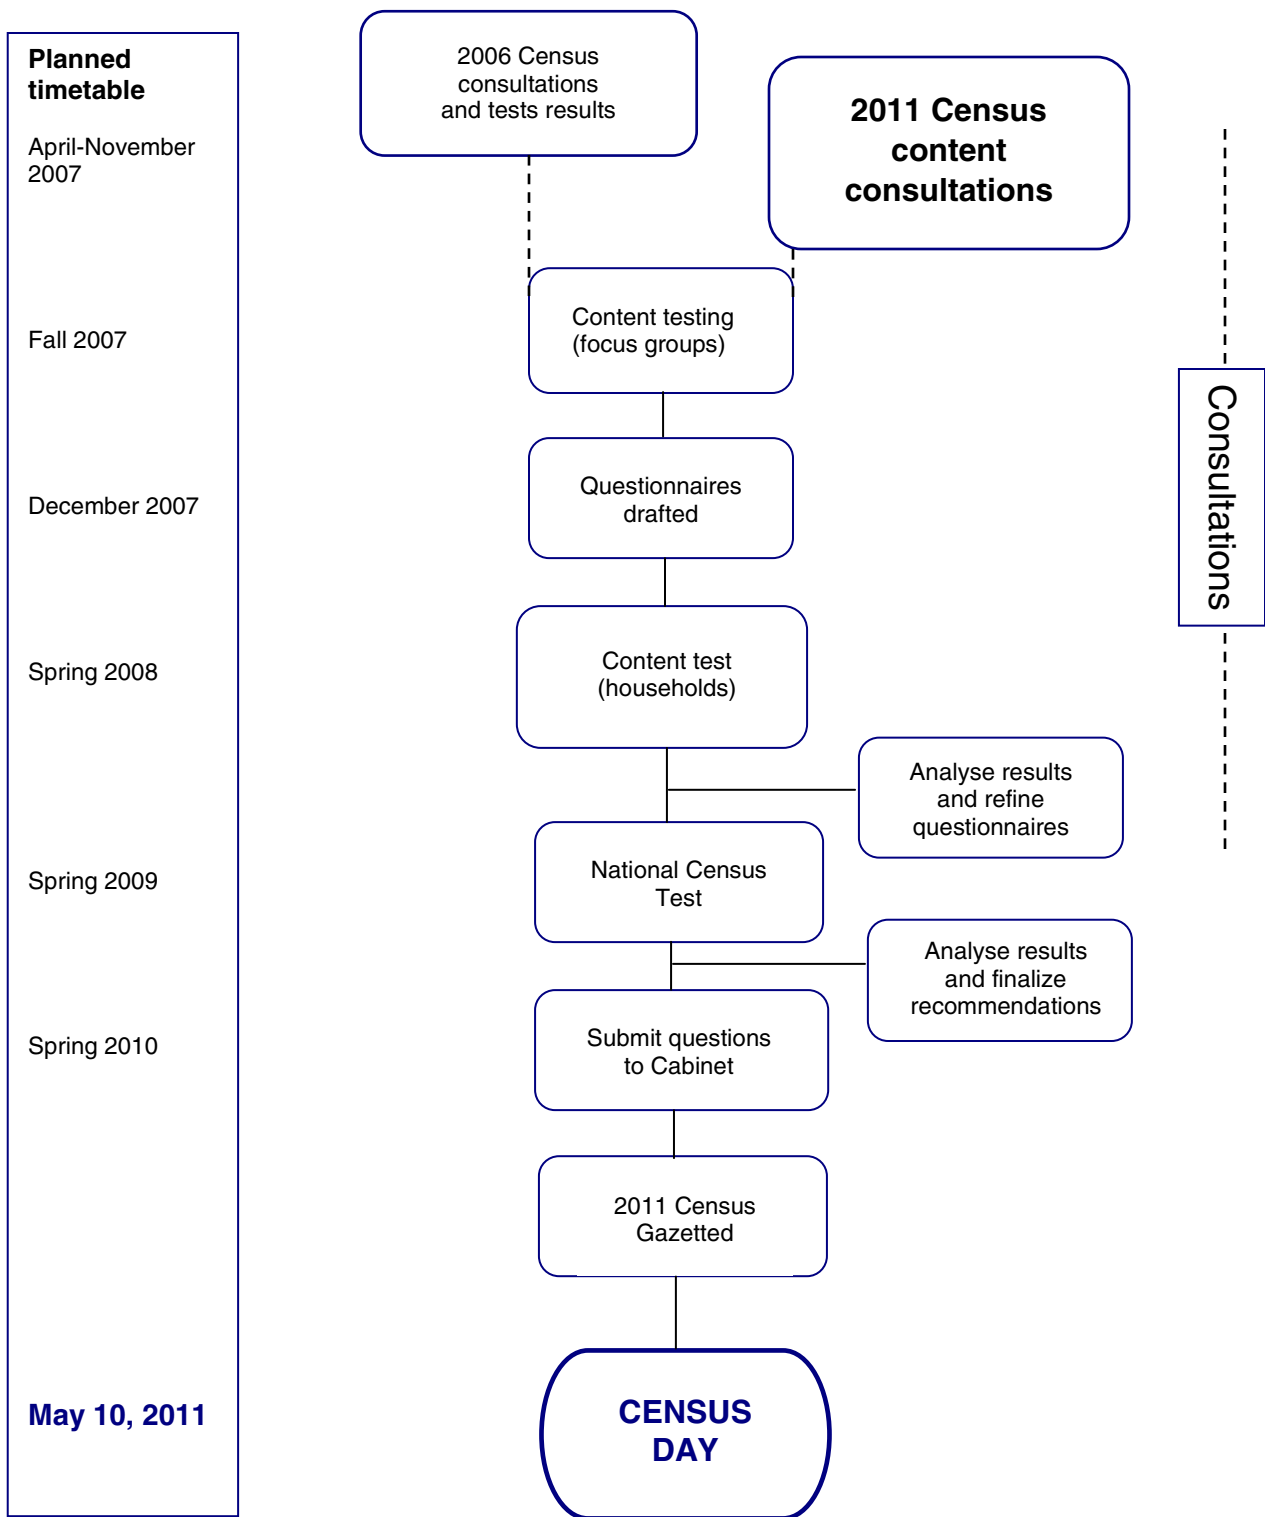 Planned
timetable
April-November
2007
Fall 2007
December 2007
Spring 2008
Spring 2009
Spring 2010
May 10, 2011
2006 Census
consultations
and tests results
2011 Census
content
consultations
Content testing
(focus groups)
Questionnaires
drafted
Content test
(households)
Analyse results
and refine
questionnaires
National Census
Test
Analyse results
and finalize
recommendations
Submit questions
to Cabinet
2011 Census
Gazetted
CENSUS
DAY
Consultations